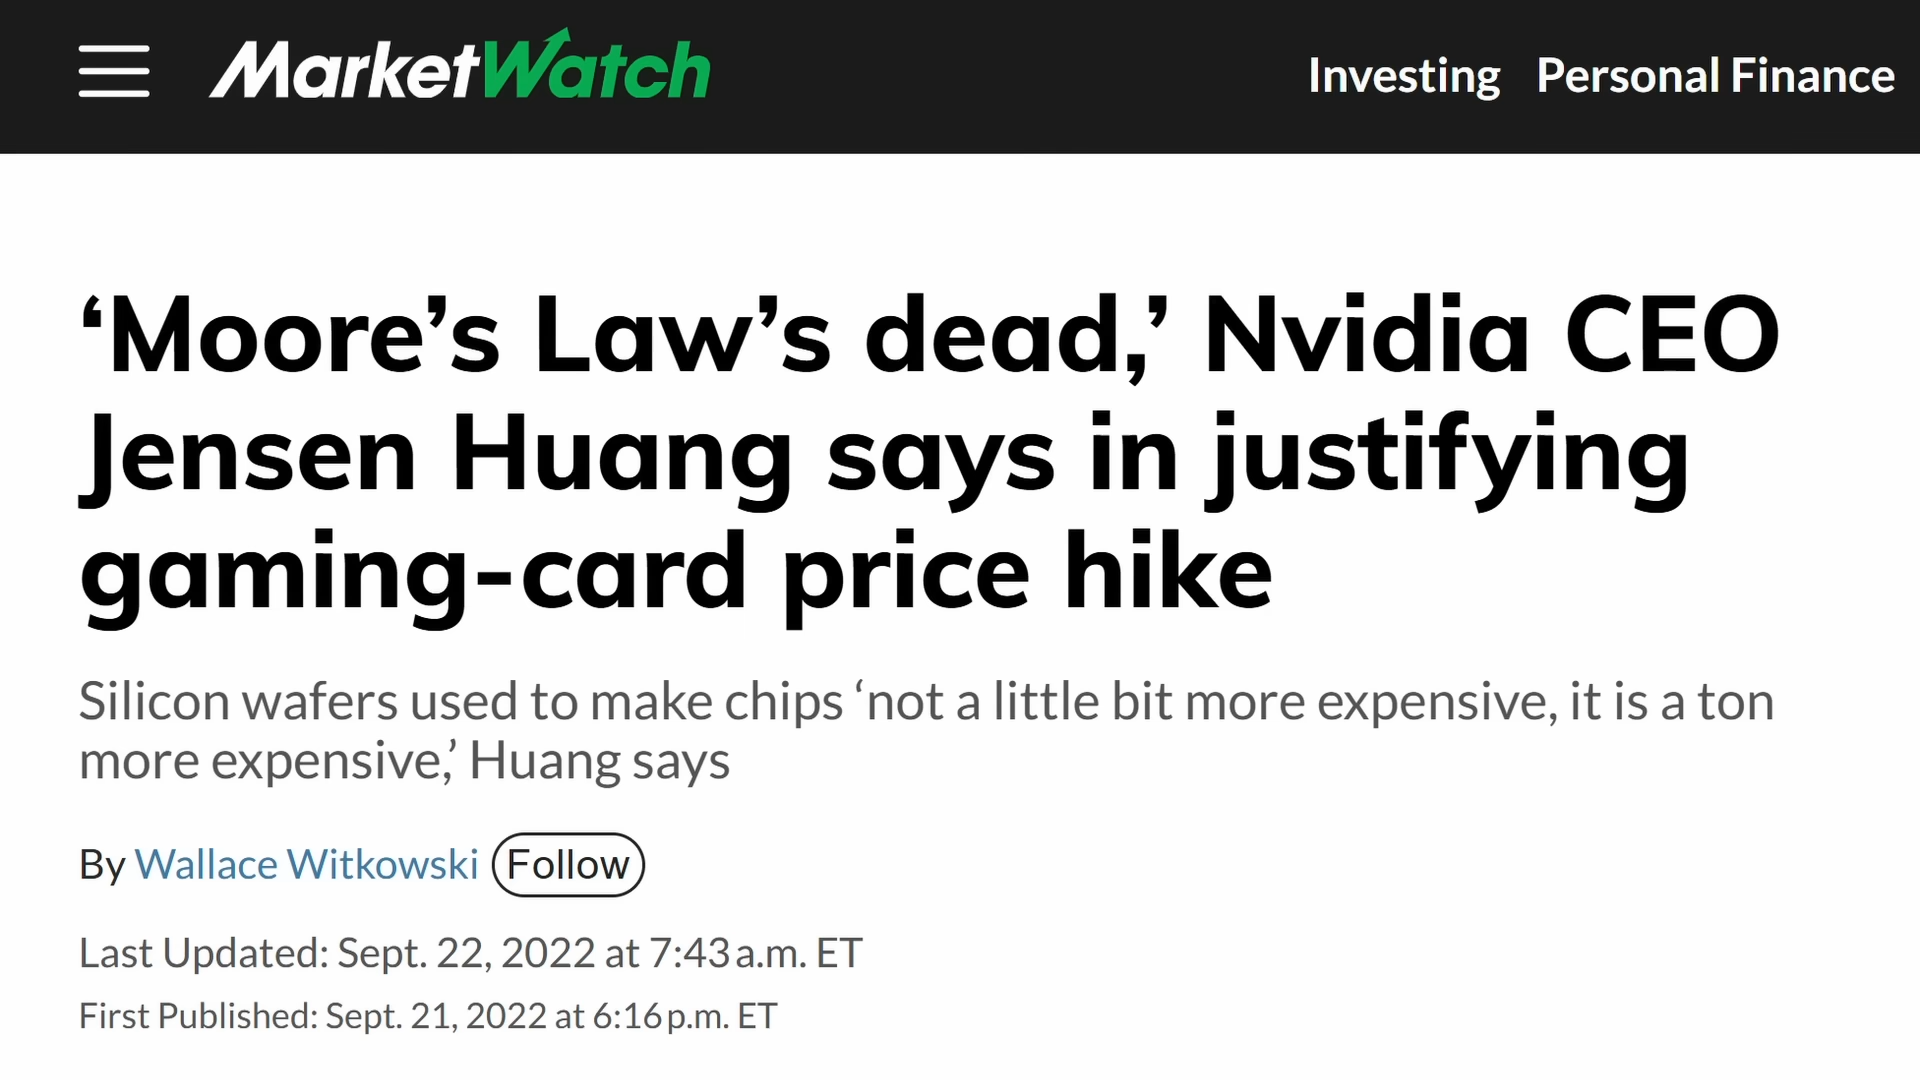 MarketWatch
Investing Personal Finance
‘Moore’s Law’s dead,’ Nvidia CEO
Jensen Huang says in justifying
gaming-card price hike
Silicon wafers used to make chips ‘not a little bit more expensive, it is a ton
more expensive,’ Huang says
By Wallace Witkowski Follow
Last Updated: Sept. 22, 2022 at 7:43 a.m. ET
First Published: Sept. 21, 2022 at 6:16 p.m. ET